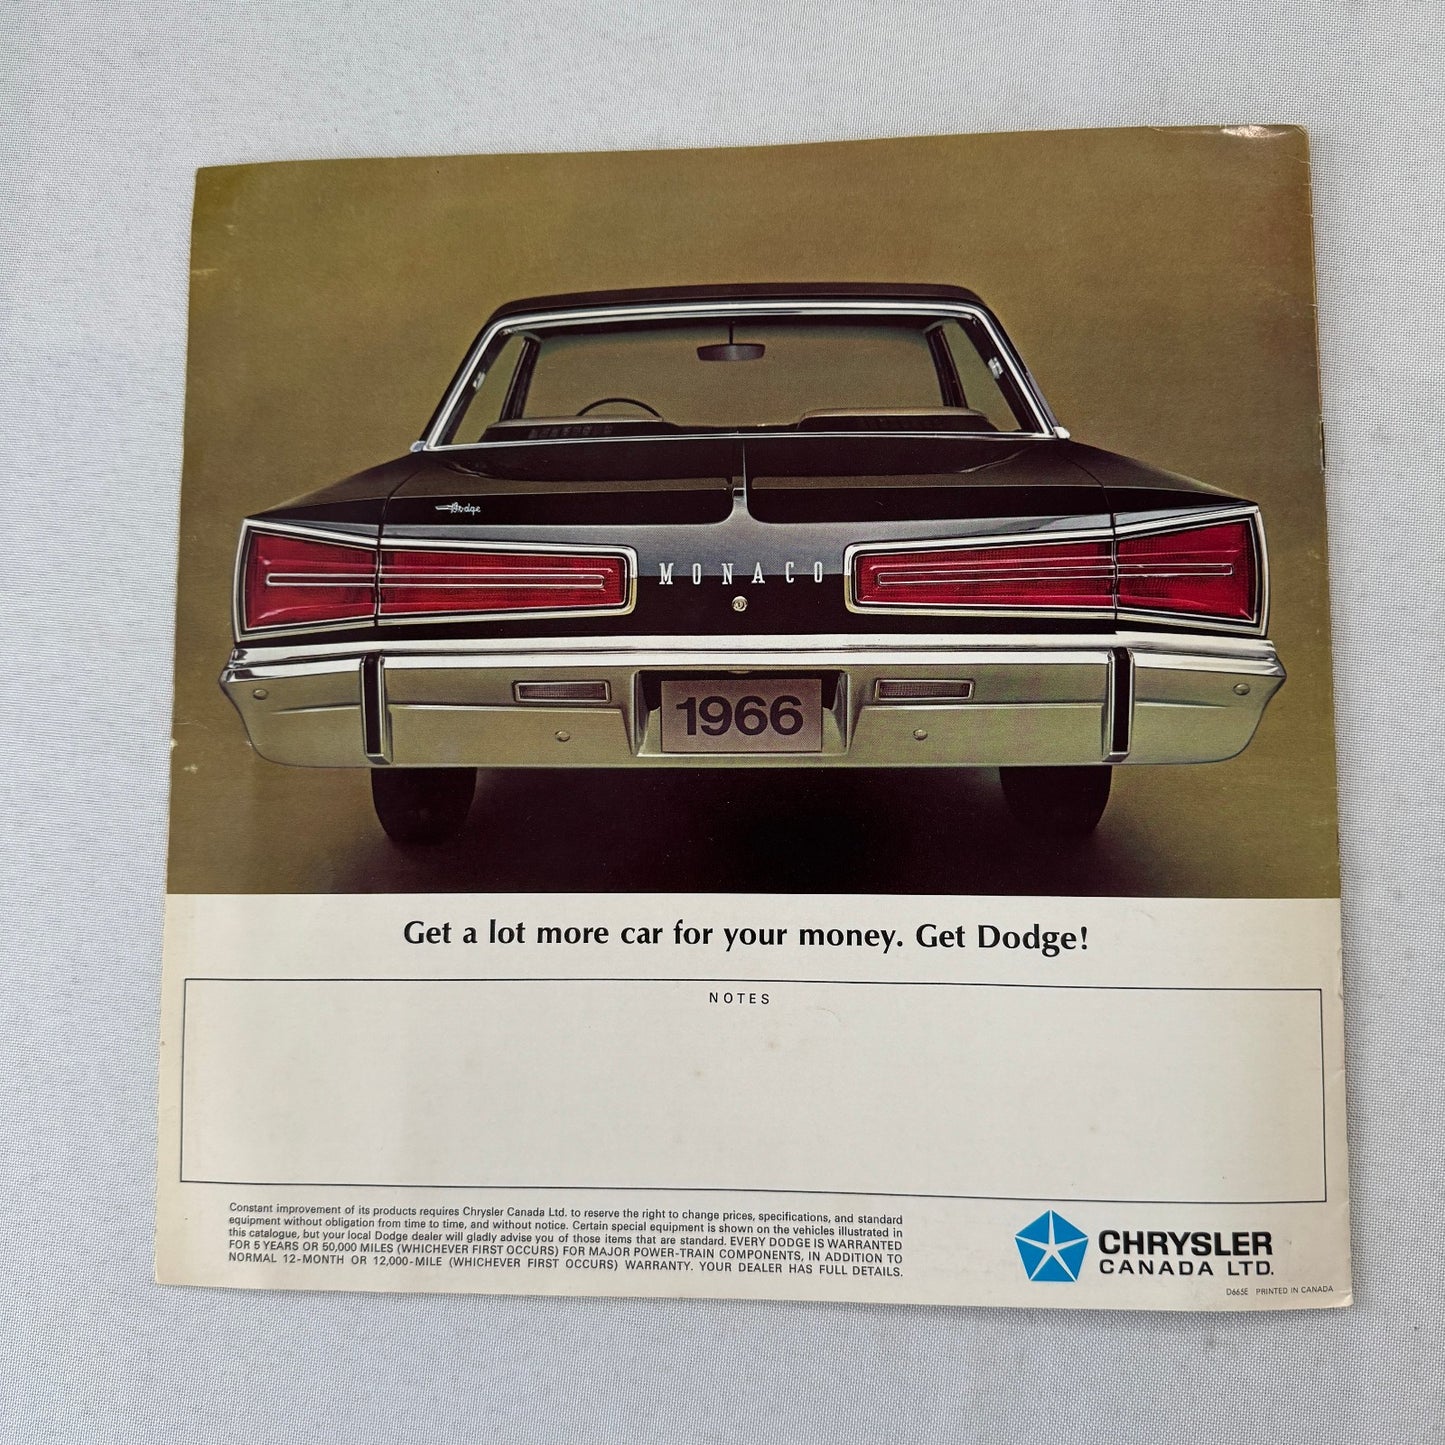 Dodge
MONACO
1966
Get a lot more car for your money. Get Dodge!
NOTES
Constant improvement of its products requires Chrysler Canada Ltd. to reserve the right to change prices, specifications, and standard
equipment without obligation from time to time, and without notice. Certain special equipment is shown on the vehicles illustrated in
this catalogue, but your local Dodge dealer will gladly advise you of those items that are standard. EVERY DODGE IS WARRANTED
FOR 5 YEARS OR 50,000 MILES (WHICHEVER FIRST OCCURS) FOR MAJOR POWER-TRAIN COMPONENTS, IN ADDITION TO
NORMAL 12-MONTH OR 12,000-MILE (WHICHEVER FIRST OCCURS) WARRANTY. YOUR DEALER HAS FULL DETAILS.
CHRYSLER
CANADA LTD.
D665E PRINTED IN CANADA